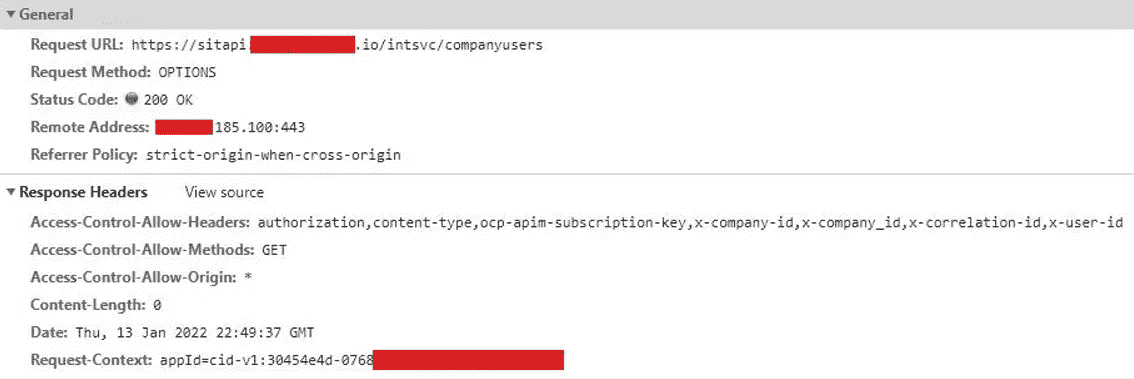 General
Request URL: https://sitapi. .io/intsvc/companyusers
Request Method: OPTIONS
Status Code: 200 OK
Remote Address: 185.100:443
Referrer Policy: strict-origin-when-cross-origin
Response Headers View source
Access-Control-Allow-Headers: authorization,content-type,ocp-apim-subscription-key,x-company-id,x-company_id,x-correlation-id,x-user-id
Access-Control-Allow-Methods: GET
Access-Control-Allow-Origin: *
Content-Length: 0
Date: Thu, 13 Jan 2022 22:49:37 GMT
Request-Context: appId=cid-v1:30454e4d-0768